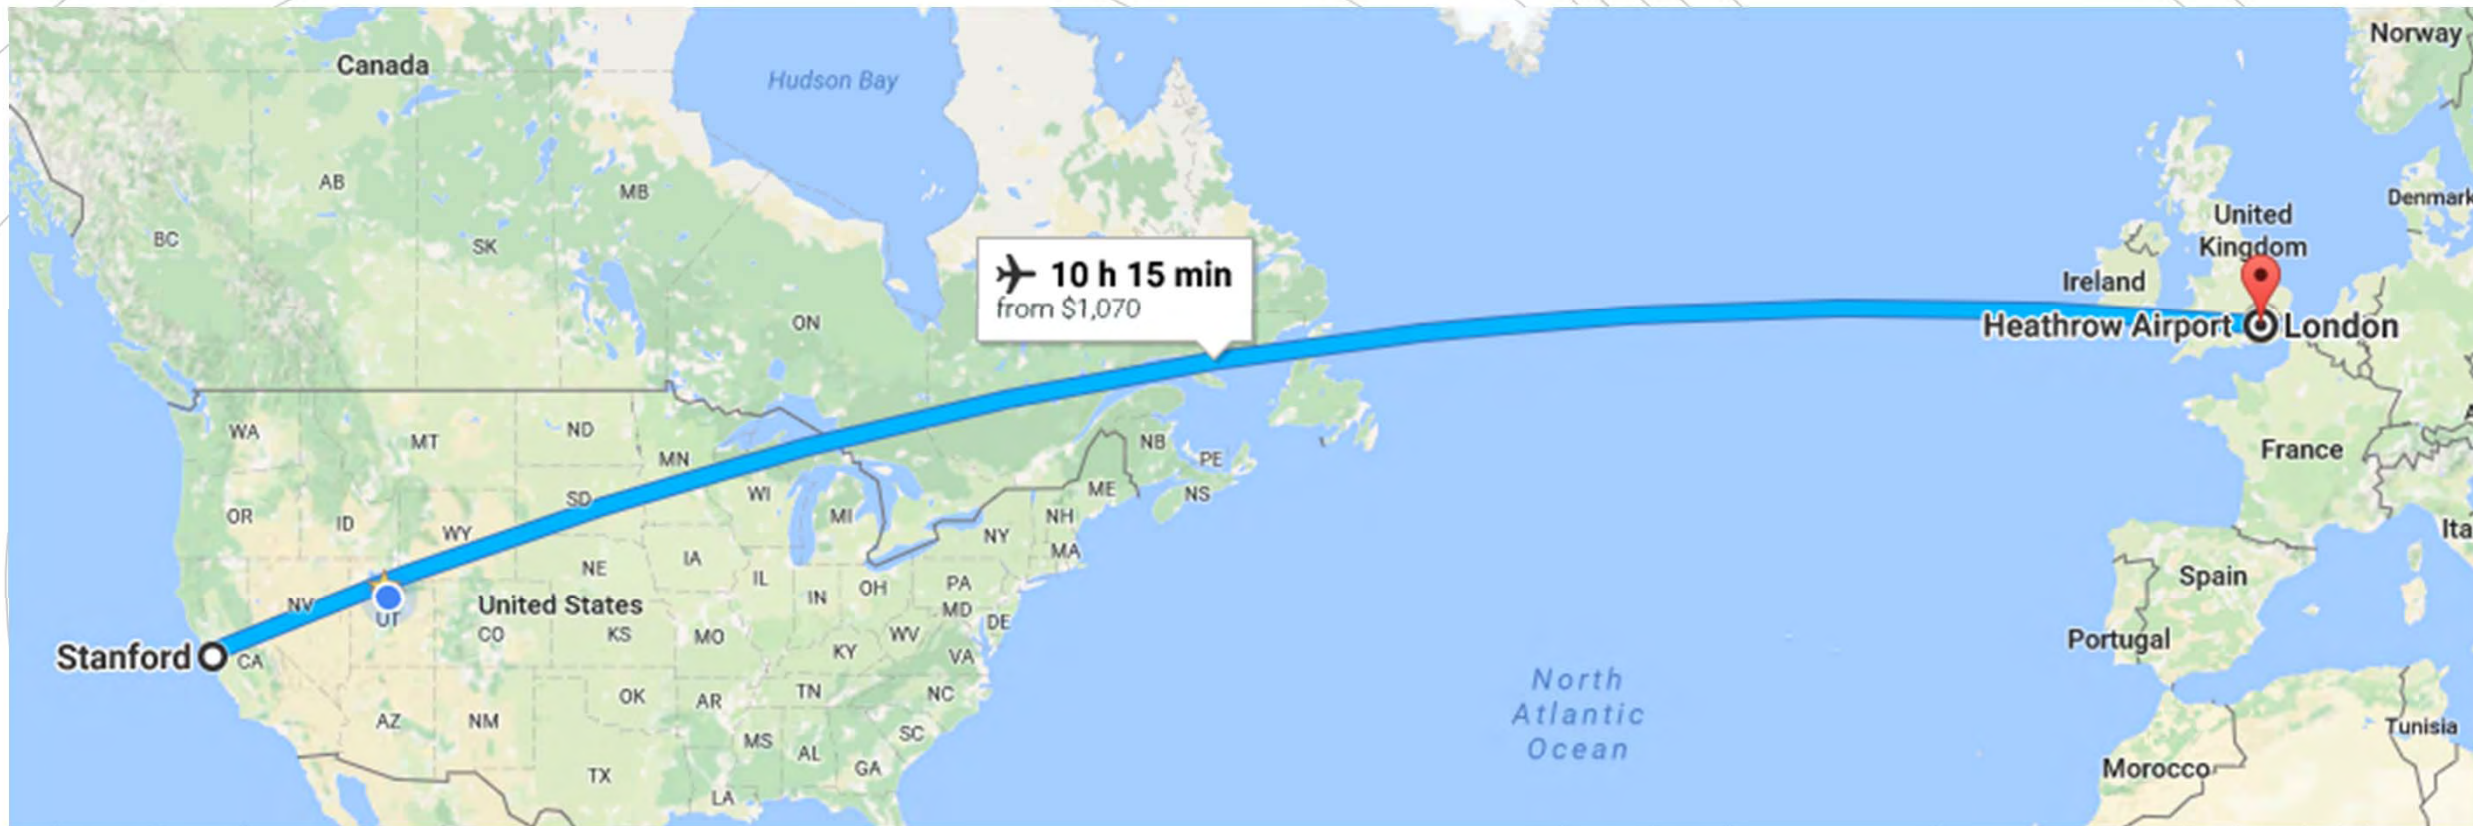 Canada
Hudson Bay
Norway
AB
MB
BC
SK
ON
10 h 15 min
from $1,070
United
Kingdom
Denmark
Ireland
Heathrow Airport
London
WA
MT
ND
MN
NB
PE
France
OR
ID
SD
WI
MI
ME
NS
NH
WY
NY
MA
Ita
NE
IA
IL
IN
OH
PA
MD
DE
Spain
NV
UT
United States
CO
KS
MO
WV
KY
VA
Portugal
Stanford
CA
AZ
NM
OK
AR
TN
NC
North
Atlantic
Ocean
MS
AL
SC
GA
TX
LA
Tunisia
Morocco